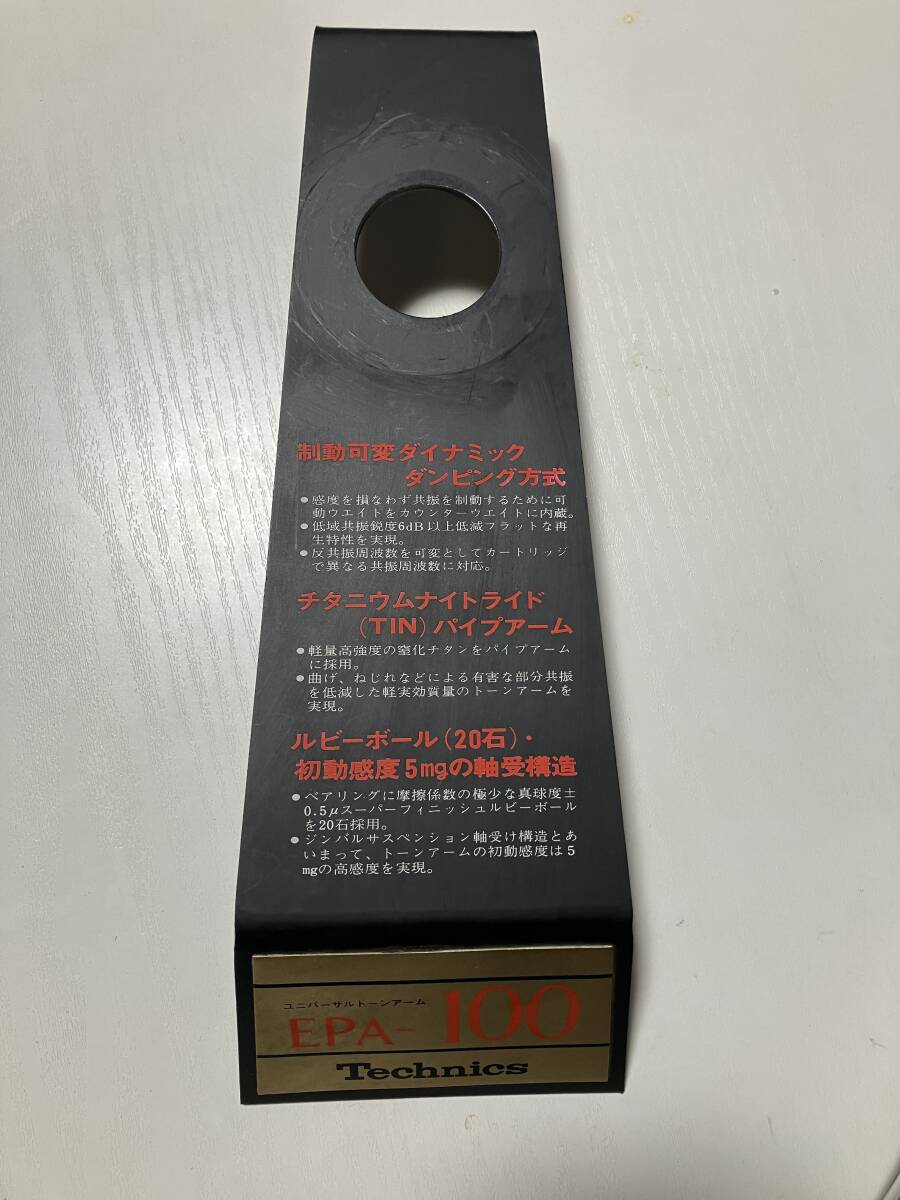 制動可変ダイナミック
ダンピング方式
●感度を損なわず共振を制動するために可
動ウエイトをカウンターウエイトに内蔵。
●低域共振鋭度6dB以上低減フラットな再
生特性を実現。
●反共振周波数を可変としてカートリッジ
で異なる共振周波数に対応。
チタニウムナイトライド
(TIN)パイプアーム
●軽量高強度の窒化チタンをパイプアーム
に採用。
●曲げ、ねじれなどによる有害な部分共振
を低減した軽実効質量のトーンアームを
実現。
ルビーボール(20石)・
初動感度5mgの軸受構造
●ベアリングに摩擦係数の極少な真球度±
0.5μスーパーフィニッシュルビーボール
を20石採用。
●ジンバルサスペンション軸受け構造とあ
いまって、トーンアームの初動感度は5
mgの高感度を実現。
ユニバーサルトーンアーム
EPA-100
Technics